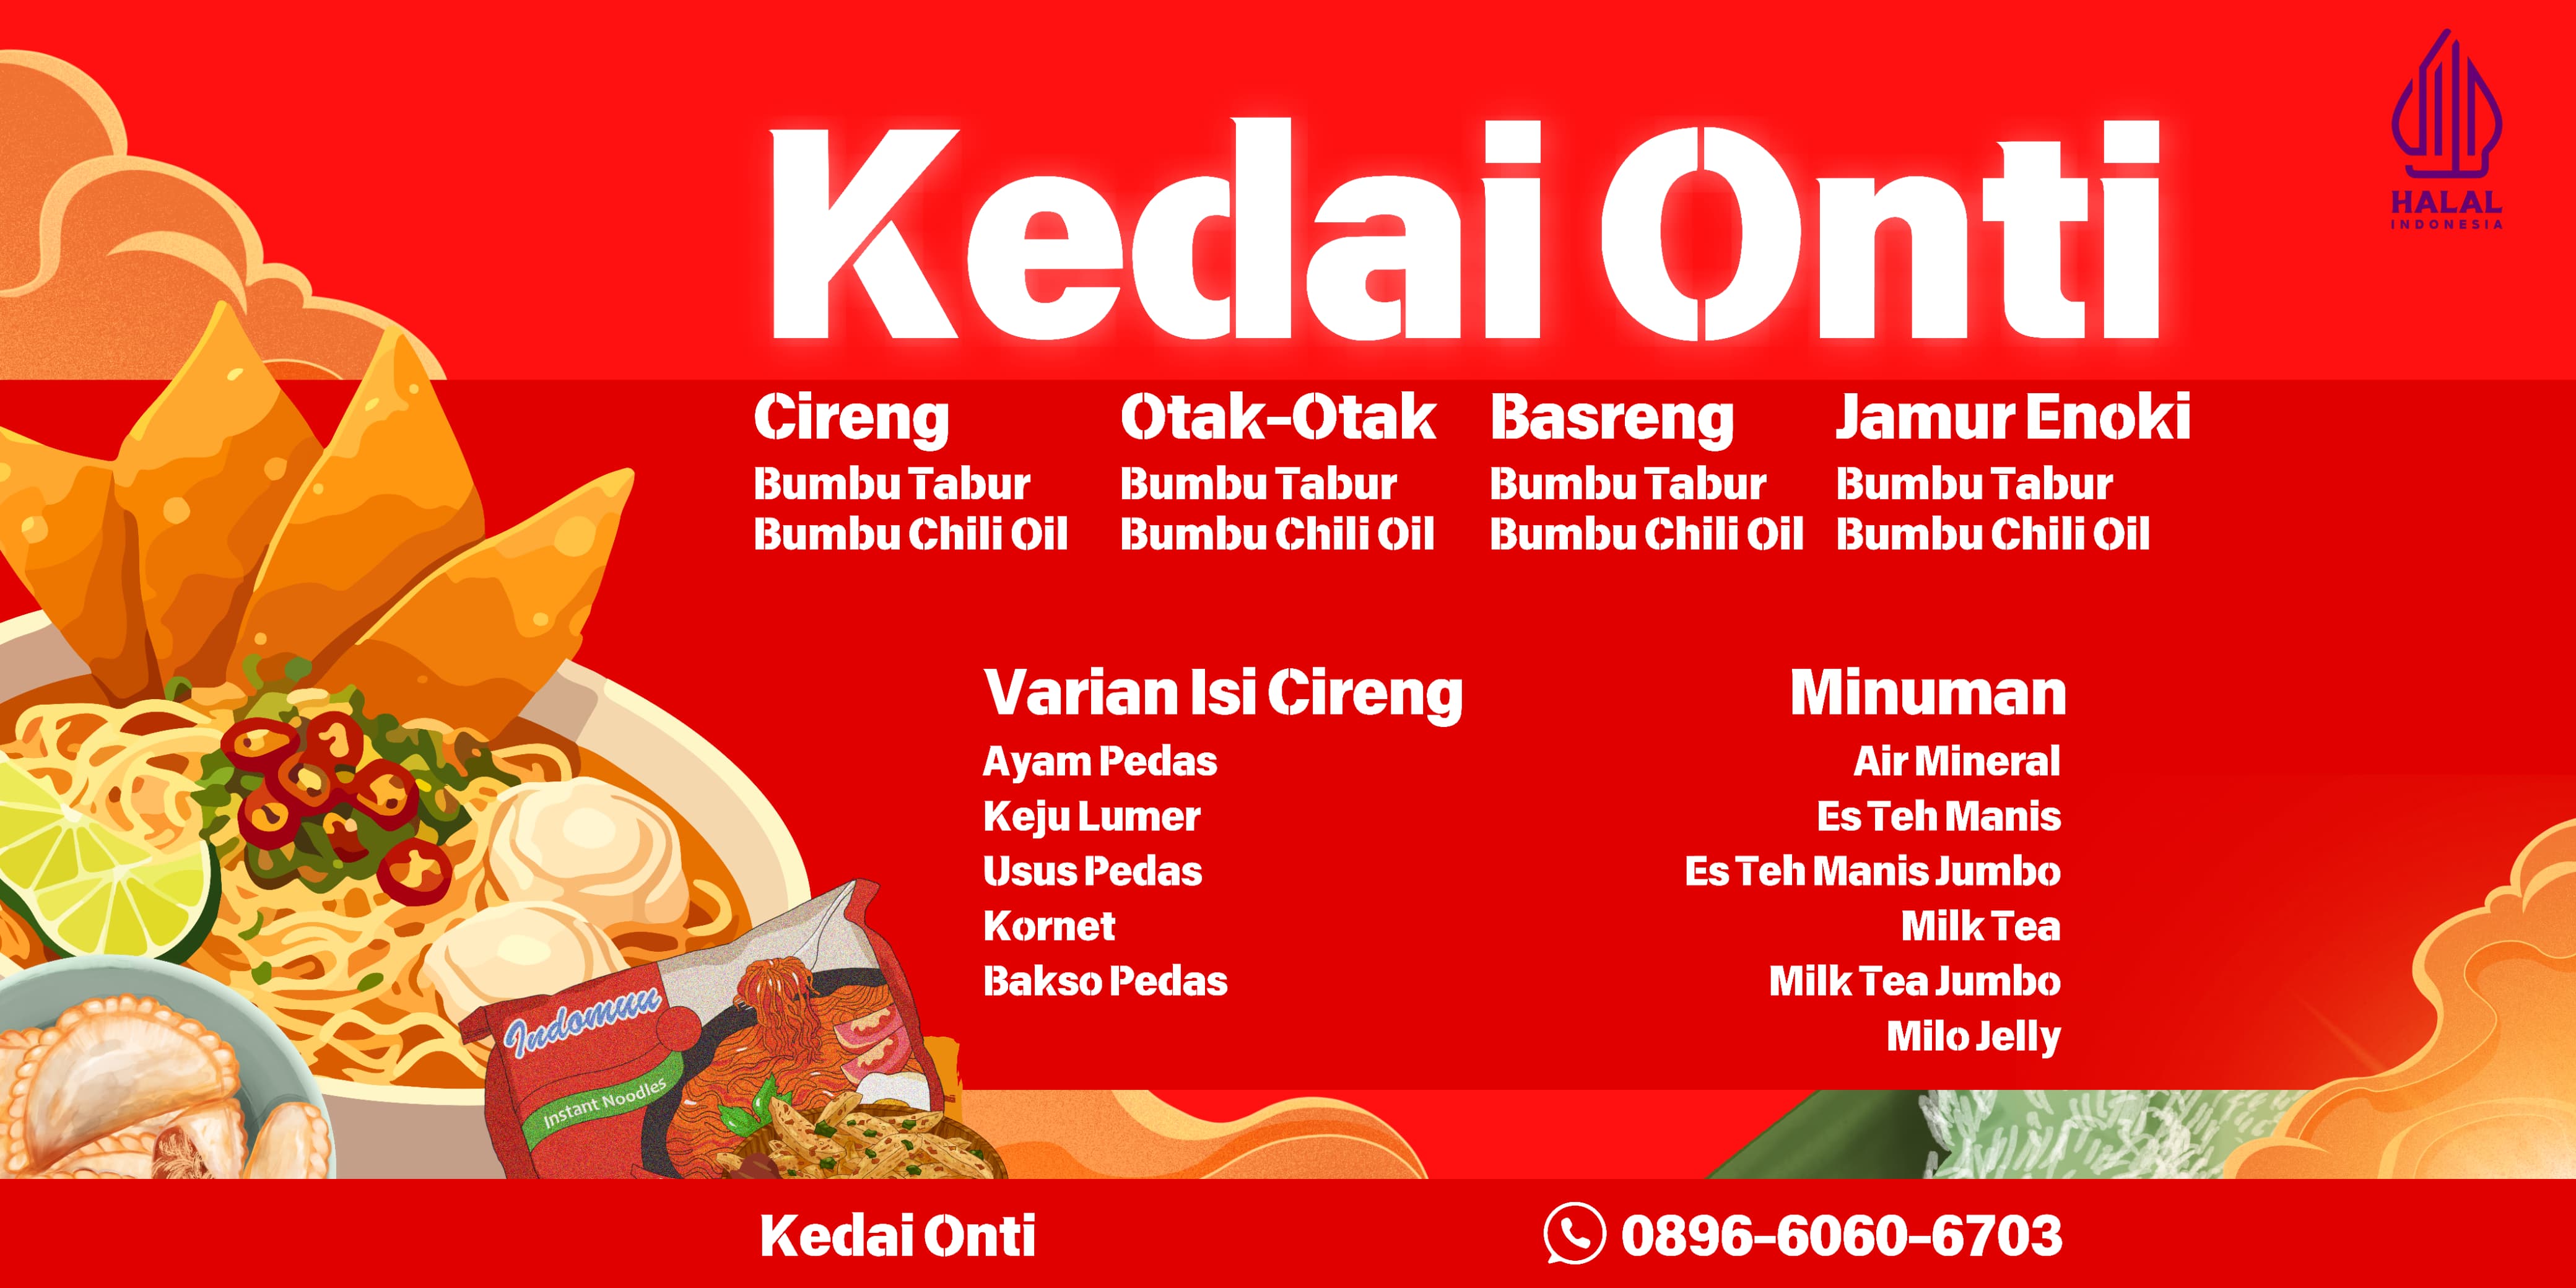 Kedai Onti
HALAL
INDONESIA
Cireng
Bumbu Tabur
Bumbu Chili Oil
Otak-Otak
Bumbu Tabur
Bumbu Chili Oil
Basreng
Bumbu Tabur
Bumbu Chili Oil
Jamur Enoki
Bumbu Tabur
Bumbu Chili Oil
Varian Isi Cireng
Ayam Pedas
Keju Lumer
Usus Pedas
Kornet
Bakso Pedas
Minuman
Air Mineral
Es Teh Manis
Es Teh Manis Jumbo
Milk Tea
Milk Tea Jumbo
Milo Jelly
Indomuu
Instant Noodles
Kedai Onti
0896-6060-6703